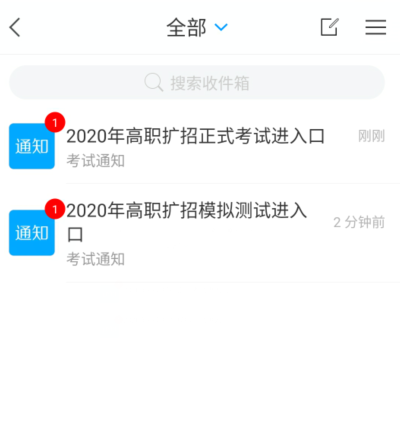 全部
搜索收件箱
1
通知
2020年高职扩招正式考试进入口
刚刚
考试通知
1
通知
2020年高职扩招模拟测试进入
口
2 分钟前
考试通知